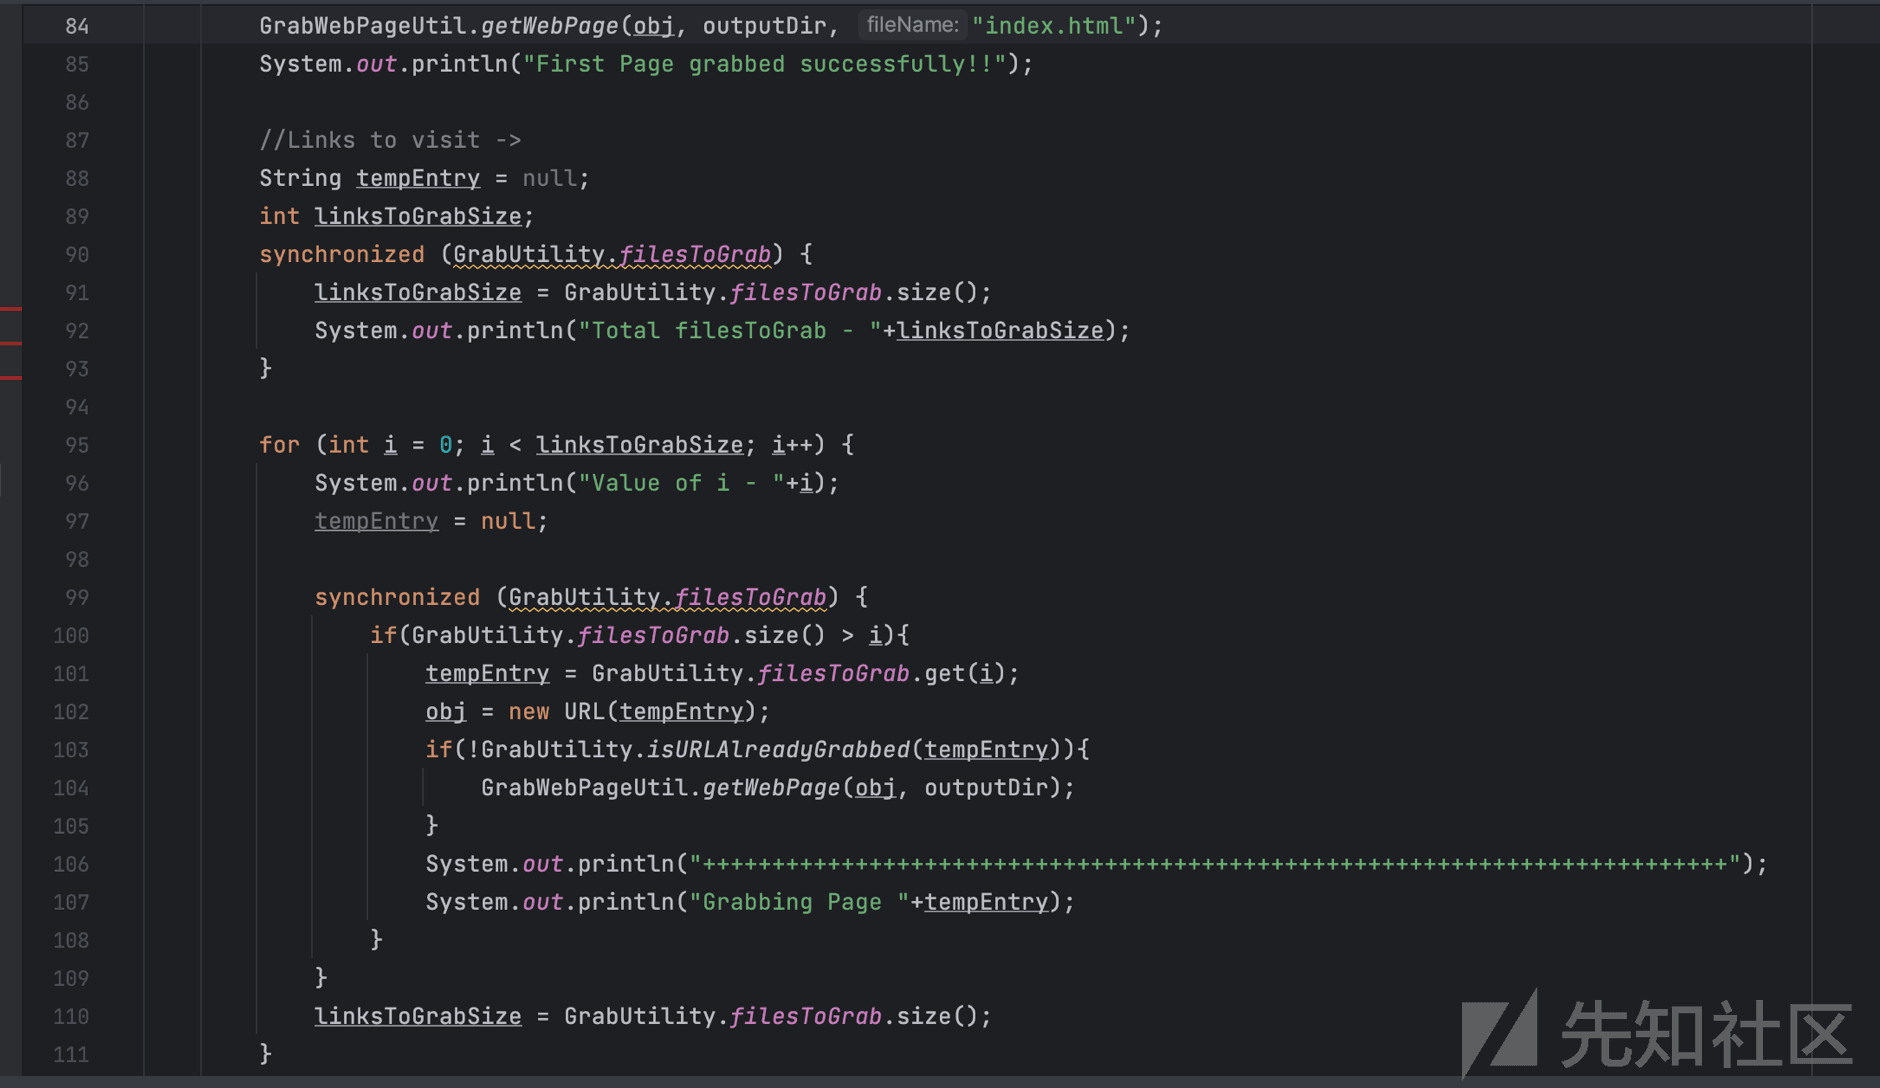 84 GrabWebPageUtil.getWebPage(obj, outputDir, fileName: "index.html");
85 System.out.println("First Page grabbed successfully!!");
86
87 //Links to visit ->
88 String tempEntry = null;
89 int linksToGrabSize;
90 synchronized (GrabUtility.filesToGrab) {
91 linksToGrabSize = GrabUtility.filesToGrab.size();
92 System.out.println("Total filesToGrab - "+linksToGrabSize);
93 }
94
95 for (int i = 0; i < linksToGrabSize; i++) {
96 System.out.println("Value of i - "+i);
97 tempEntry = null;
98
99 synchronized (GrabUtility.filesToGrab) {
100 if(GrabUtility.filesToGrab.size() > i){
101 tempEntry = GrabUtility.filesToGrab.get(i);
102 obj = new URL(tempEntry);
103 if(!GrabUtility.isURLAlreadyGrabbed(tempEntry)){
104 GrabWebPageUtil.getWebPage(obj, outputDir);
105 }
106 System.out.println("++++++++++++++++++++++++++++++++++++++++++++++++++++++++++++++++++++++++++");
107 System.out.println("Grabbing Page "+tempEntry);
108 }
109 }
110 linksToGrabSize = GrabUtility.filesToGrab.size();
111 }
先知社区